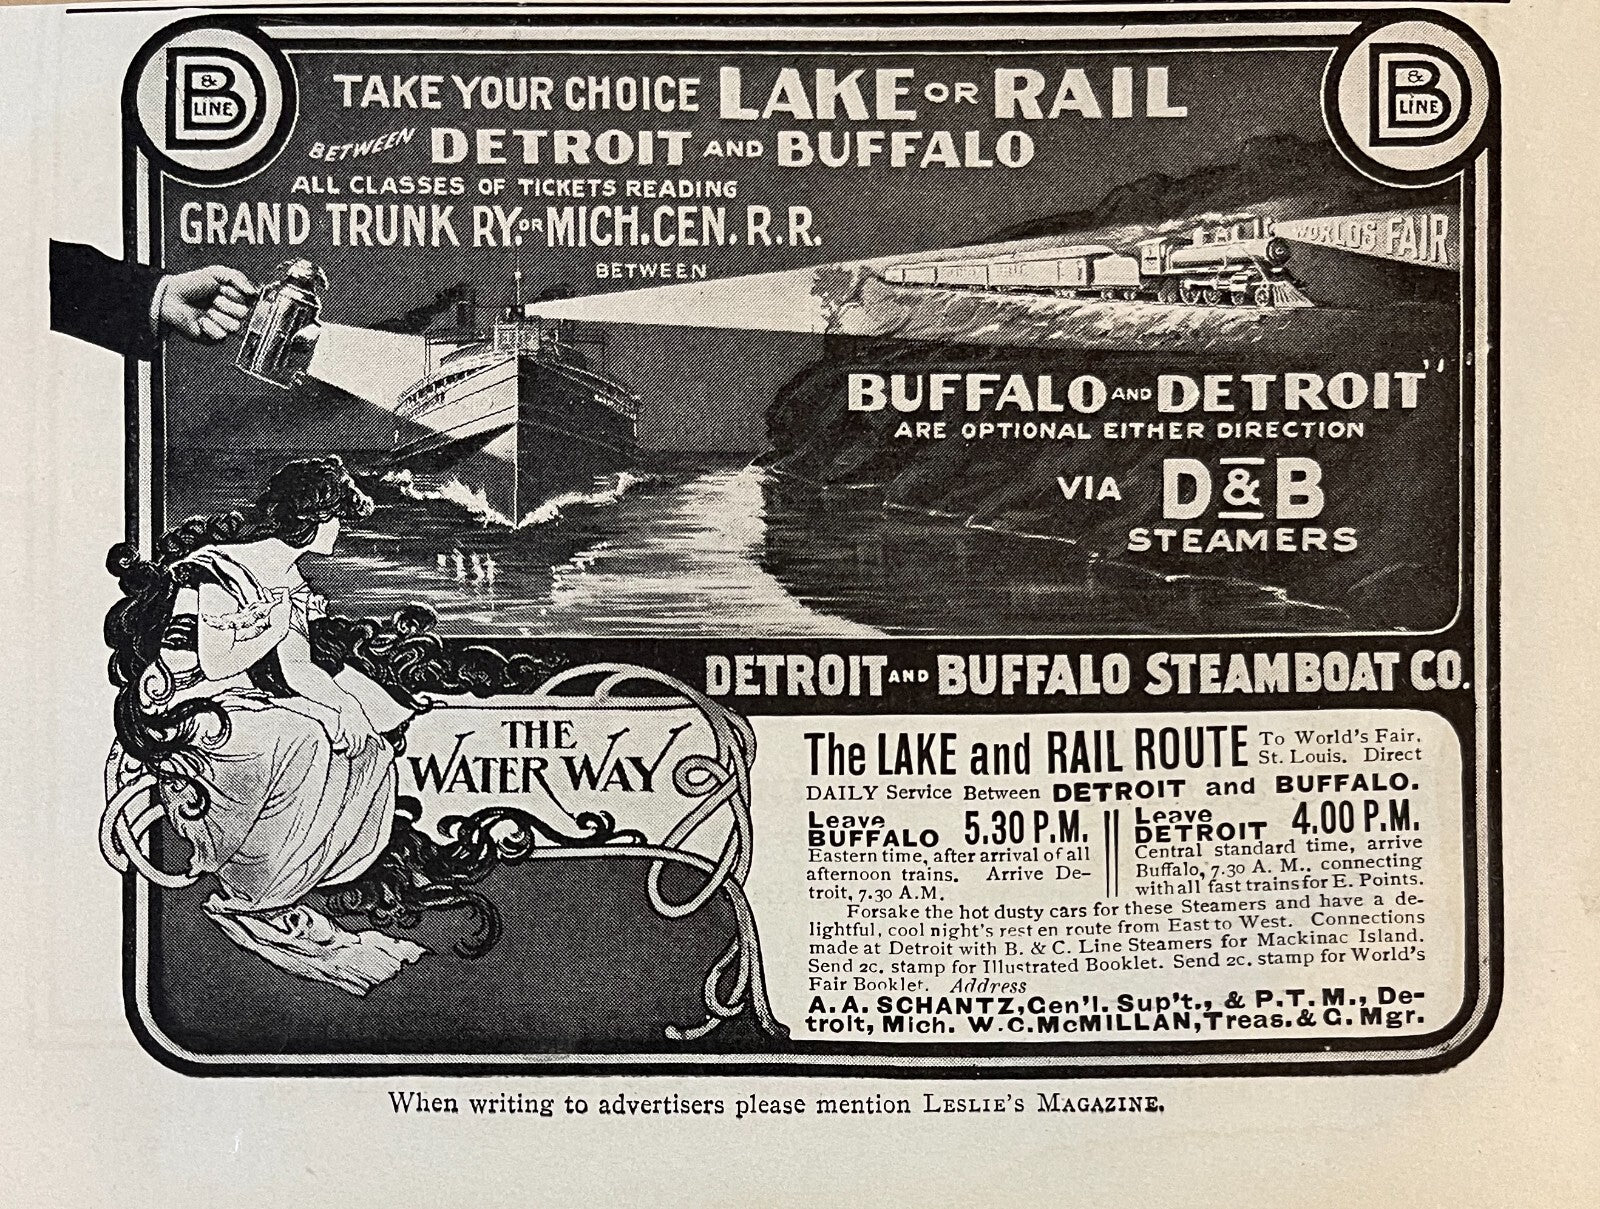 D & B LINE
D & B LINE
TAKE YOUR CHOICE LAKE OR RAIL
BETWEEN DETROIT AND BUFFALO
ALL CLASSES OF TICKETS READING
GRAND TRUNK RY. OR MICH. CEN. R. R.
BETWEEN
WORLDS FAIR
BUFFALO AND DETROIT"
ARE OPTIONAL EITHER DIRECTION
VIA D & B
STEAMERS
DETROIT AND BUFFALO STEAMBOAT CO.
THE
WATER WAY
The LAKE and RAIL ROUTE To World's Fair,
St. Louis. Direct
DAILY Service Between DETROIT and BUFFALO.
Leave
BUFFALO 5.30 P.M.
Eastern time, after arrival of all
afternoon trains. Arrive De-
troit, 7.30 A.M.
Leave
DETROIT 4.00 P.M.
Central standard time, arrive
Buffalo, 7.30 A. M., connecting
with all fast trains for E. Points.
Forsake the hot dusty cars for these Steamers and have a de-
lightful, cool night's rest en route from East to West. Connections
made at Detroit with B. & C. Line Steamers for Mackinac Island.
Send 2c. stamp for Illustrated Booklet. Send 2c. stamp for World's
Fair Booklet. Address
A. A. SCHANTZ, Gen'l. Sup't., & P. T. M., De-
troit, Mich. W. C. McMILLAN, Treas. & G. Mgr.
When writing to advertisers please mention LESLIE'S MAGAZINE.